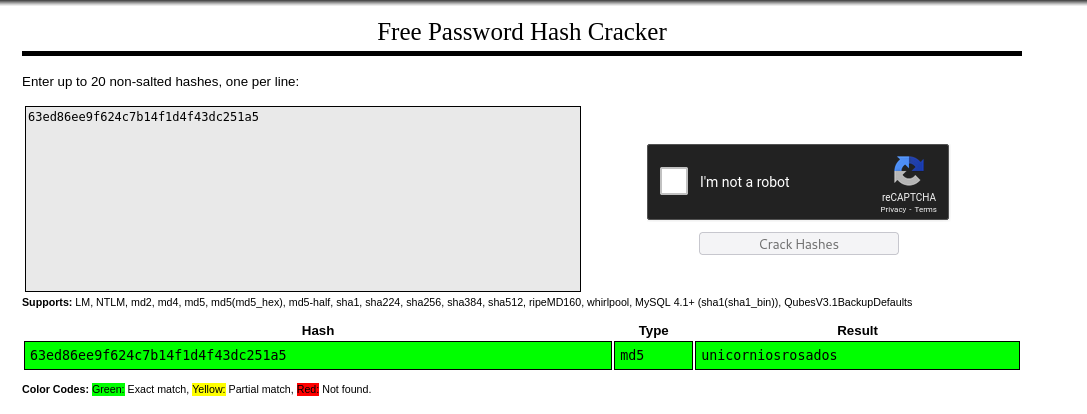 Free Password Hash Cracker
Enter up to 20 non-salted hashes, one per line:
63ed86ee9f624c7b14f1d4f43dc251a5
I'm not a robot
reCAPTCHA
Privacy - Terms
Crack Hashes
Supports: LM, NTLM, md2, md4, md5, md5(md5_hex), md5-half, sha1, sha224, sha256, sha384, sha512, ripeMD160, whirlpool, MySQL 4.1+ (sha1(sha1_bin)), QubesV3.1BackupDefaults
Hash Type Result
63ed86ee9f624c7b14f1d4f43dc251a5 md5 unicorniosrosados
Color Codes: Green: Exact match, Yellow: Partial match, Red: Not found.